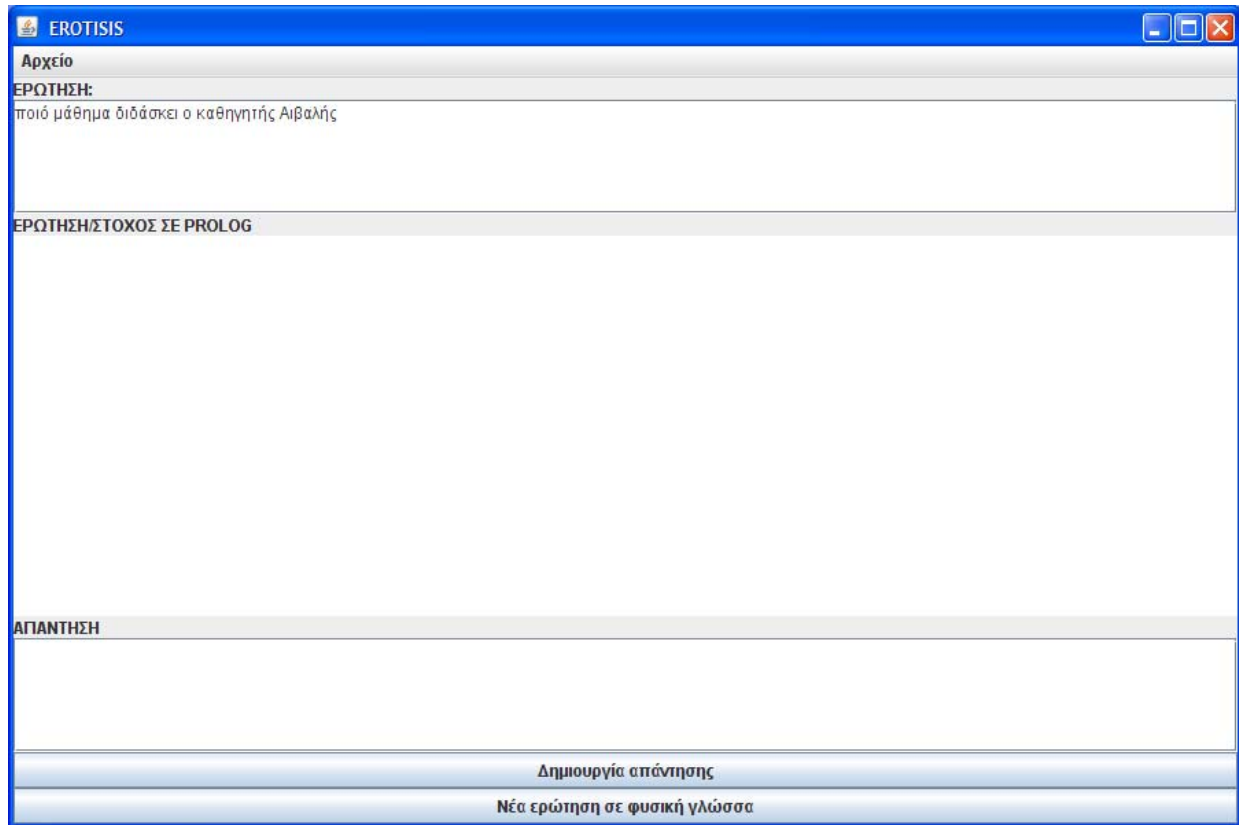 EROTISIS
Αρχείο
ΕΡΩΤΗΣΗ:
ποιό μάθημα διδάσκει ο καθηγητής Αιβαλής
ΕΡΩΤΗΣΗ/ΣΤΟΧΟΣ ΣΕ PROLOG
ΑΠΑΝΤΗΣΗ
Δημιουργία απάντησης
Νέα ερώτηση σε φυσική γλώσσα